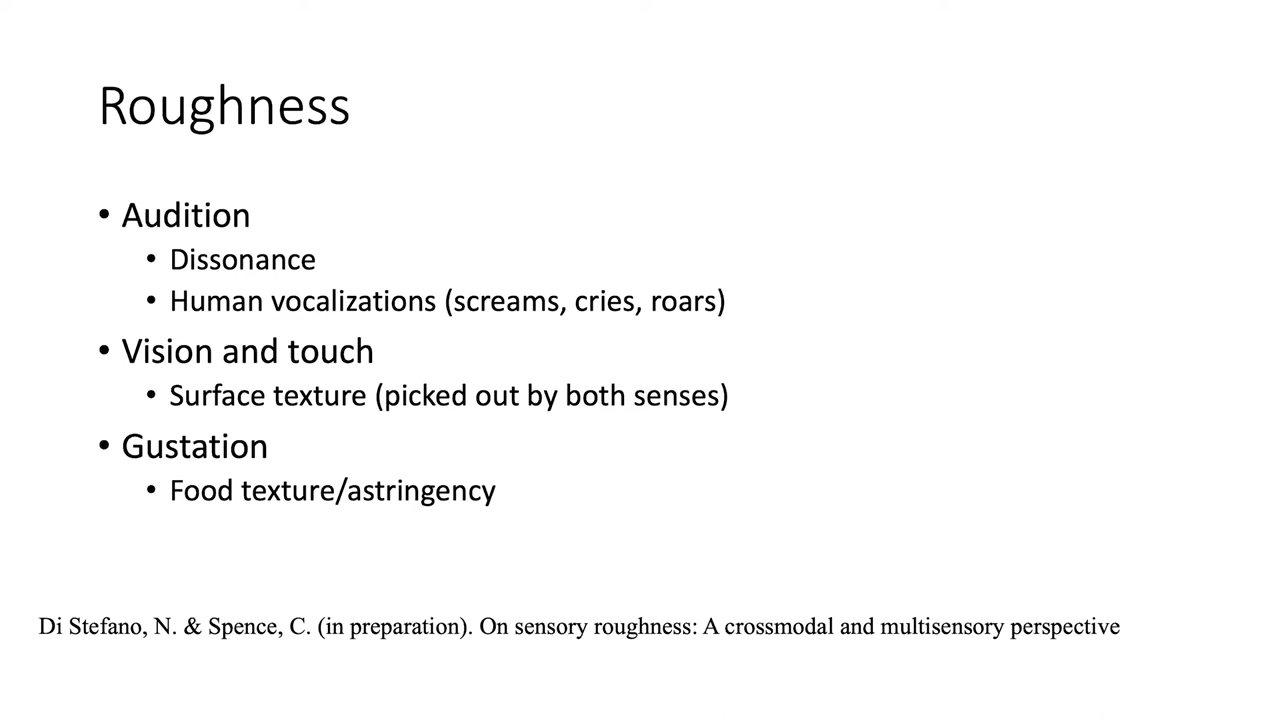 Roughness
• Audition
• Dissonance
• Human vocalizations (screams, cries, roars)
• Vision and touch
• Surface texture (picked out by both senses)
• Gustation
• Food texture/astringency
Di Stefano, N. & Spence, C. (in preparation). On sensory roughness: A crossmodal and multisensory perspective